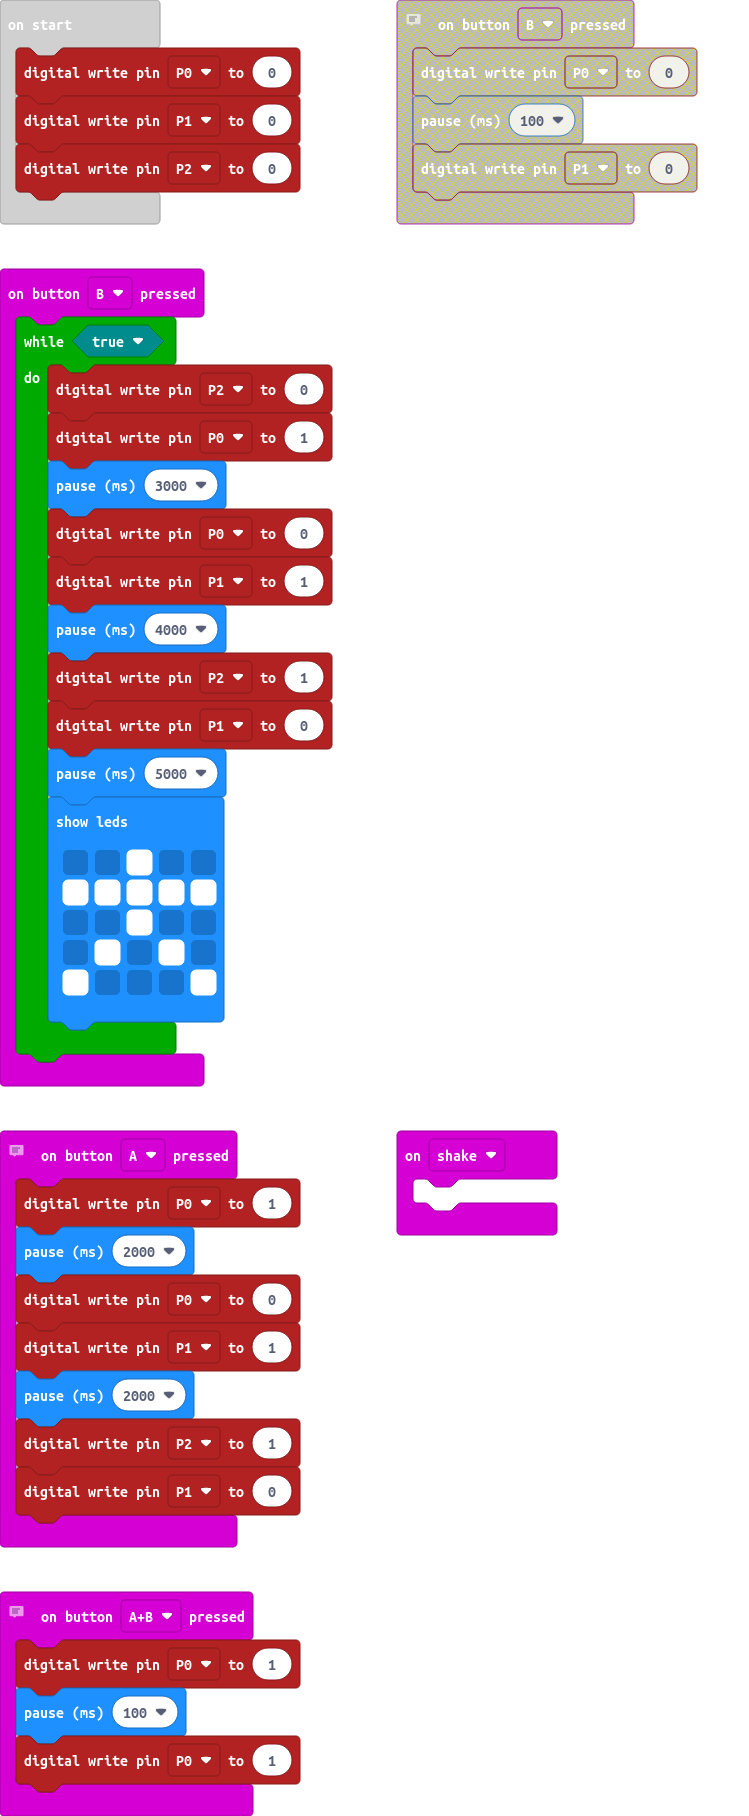 on start
digital write pin P0 to 0
digital write pin P1 to 0
digital write pin P2 to 0
on button B pressed
digital write pin P0 to 0
pause (ms) 100
digital write pin P1 to 0
on button B pressed
while true
do
digital write pin P2 to 0
digital write pin P0 to 1
pause (ms) 3000
digital write pin P0 to 0
digital write pin P1 to 1
pause (ms) 4000
digital write pin P2 to 1
digital write pin P1 to 0
pause (ms) 5000
show leds
on button A pressed
digital write pin P0 to 1
pause (ms) 2000
digital write pin P0 to 0
digital write pin P1 to 1
pause (ms) 2000
digital write pin P2 to 1
digital write pin P1 to 0
on shake
on button A+B pressed
digital write pin P0 to 1
pause (ms) 100
digital write pin P0 to 1